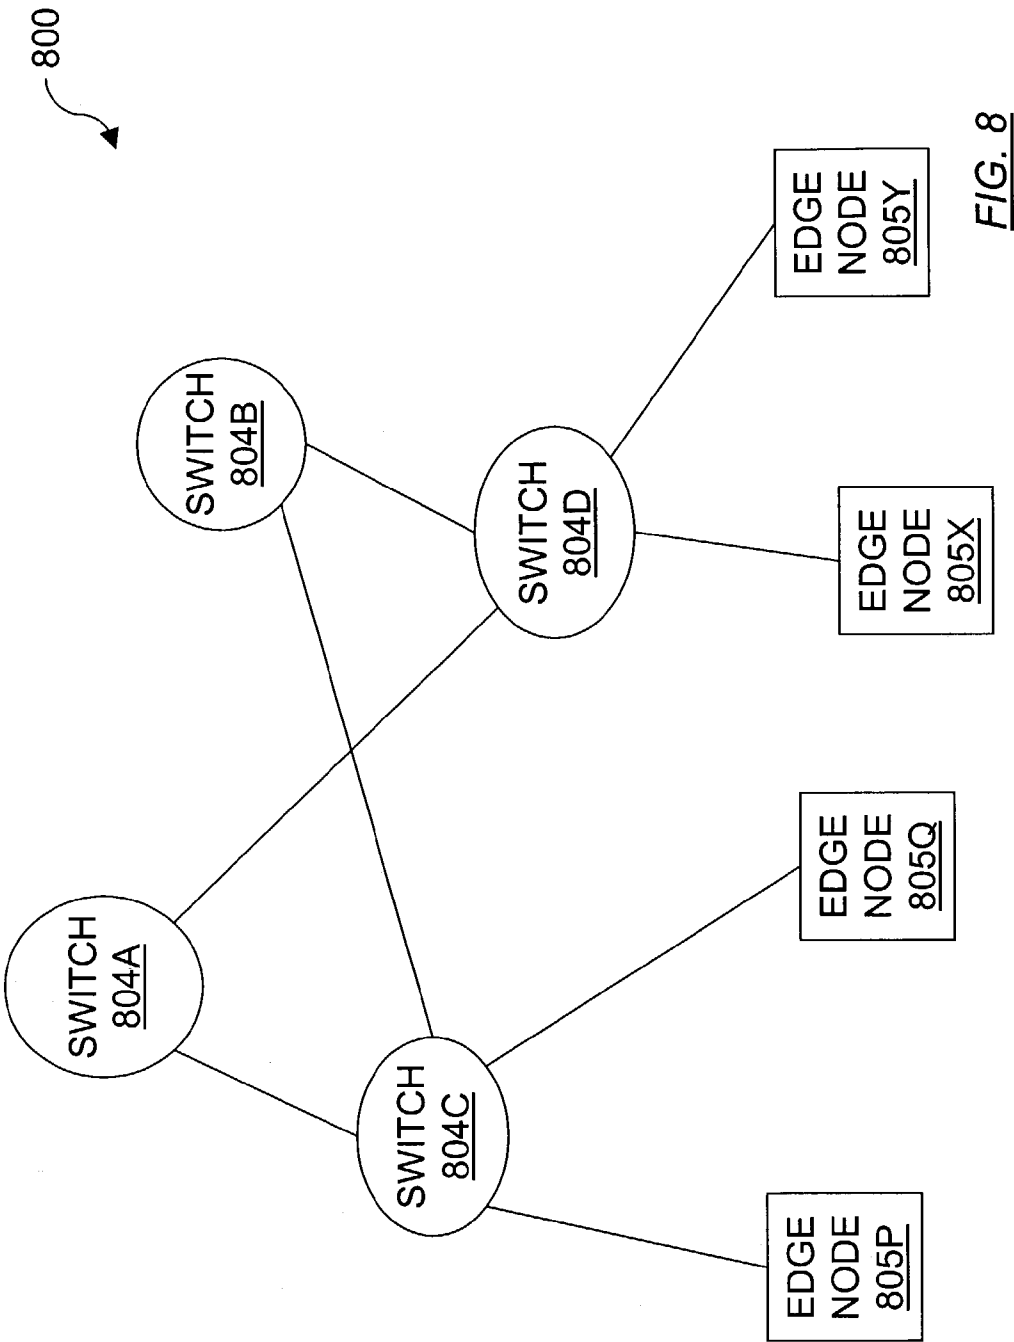 800
SWITCH
804A
SWITCH
804B
SWITCH
804C
SWITCH
804D
EDGE
NODE
805P
EDGE
NODE
805Q
EDGE
NODE
805X
EDGE
NODE
805Y
FIG. 8